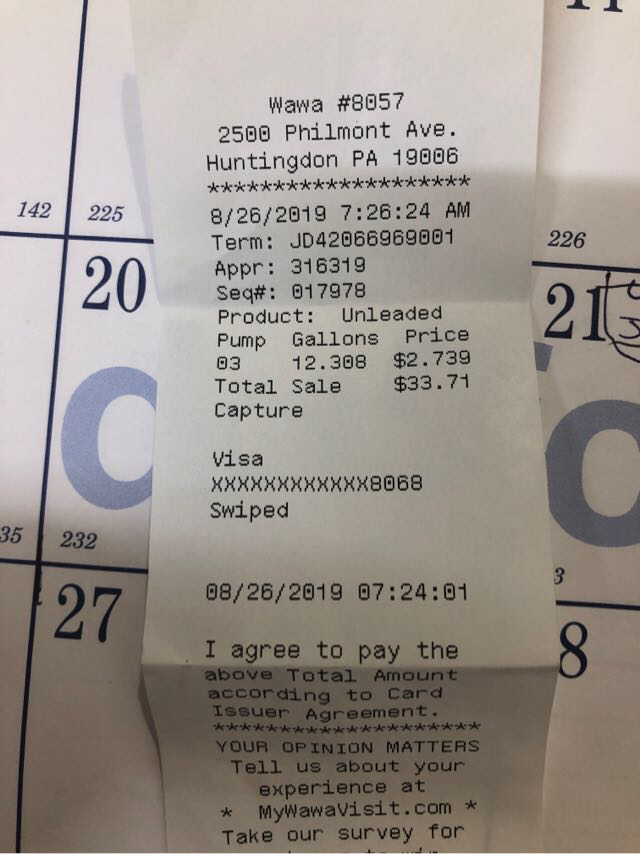 Wawa #8057
2500 Philmont Ave.
Huntingdon PA 19006
********************
8/26/2019 7:26:24 AM
Term: JD42066969001
Appr: 316319
Seq#: 017978
Product: Unleaded
Pump Gallons Price
03 12.308 $2.739
Total Sale $33.71
Capture
Visa
XXXXXXXXXXXX8068
Swiped
08/26/2019 07:24:01
I agree to pay the
above Total Amount
according to Card
Issuer Agreement.
********************
YOUR OPINION MATTERS
Tell us about your
experience at
* MyWawaVisit.com *
Take our survey for
142
225
226
20
21
35
232
27
3
8